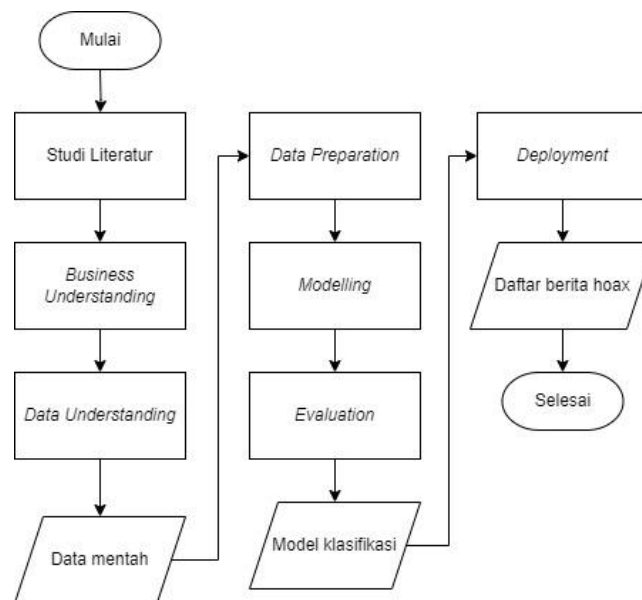 Mulai
Studi Literatur
Business
Understanding
Data Understanding
Data mentah
Data Preparation
Modelling
Evaluation
Model klasifikasi
Deployment
Daftar berita hoax
Selesai